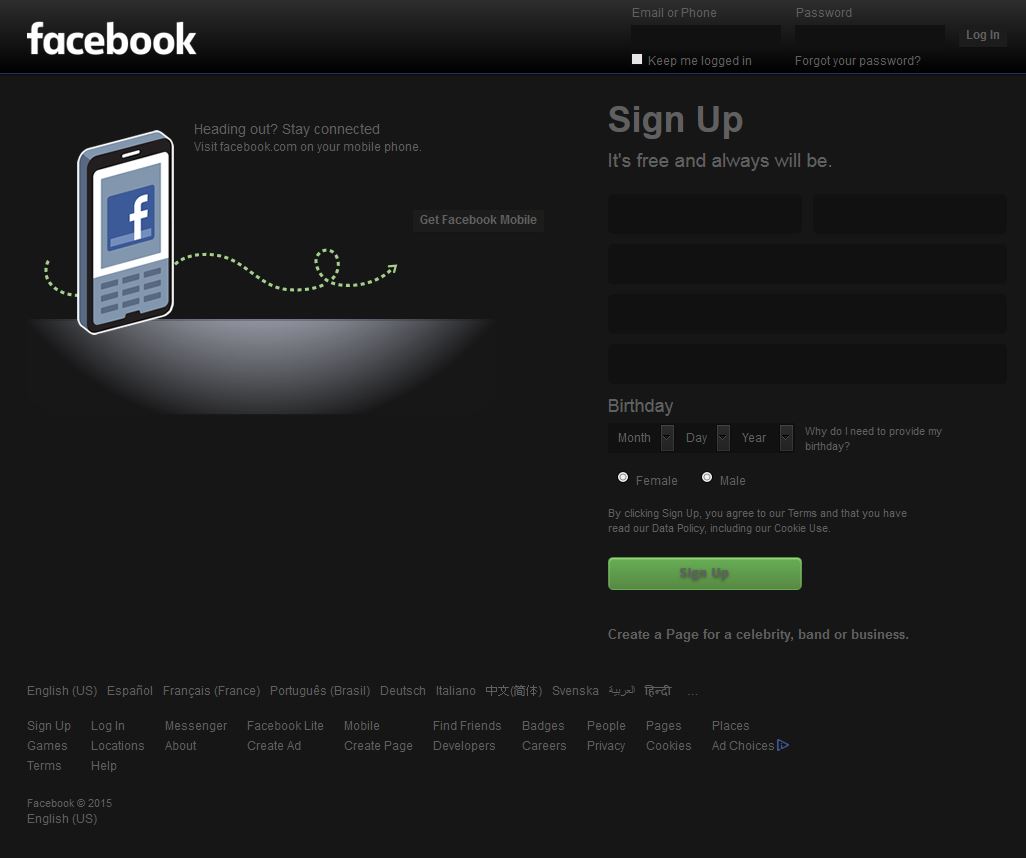 facebook
Email or Phone
Password
Log In
Keep me logged in
Forgot your password?
Heading out? Stay connected
Visit facebook.com on your mobile phone.
Get Facebook Mobile
Sign Up
It's free and always will be.
Birthday
Month Day Year
Why do I need to provide my
birthday?
Female Male
By clicking Sign Up, you agree to our Terms and that you have
read our Data Policy, including our Cookie Use.
Sign Up
Create a Page for a celebrity, band or business.
English (US) Español Français (France) Português (Brasil) Deutsch Italiano 中文(简体) Svenska العربية हिन्दी ...
Sign Up Log In Messenger Facebook Lite Mobile Find Friends Badges People Pages Places
Games Locations About Create Ad Create Page Developers Careers Privacy Cookies Ad Choices
Terms Help
Facebook © 2015
English (US)